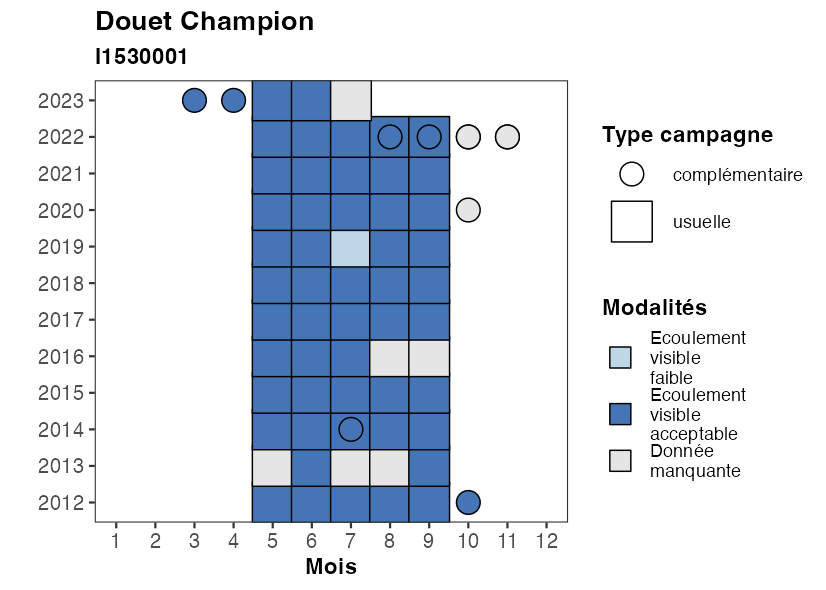 Douet Champion
I1530001
2023
2022
2021
2020
2019
2018
2017
2016
2015
2014
2013
2012
1 2 3 4 5 6 7 8 9 10 11 12
Mois
Type campagne
complémentaire
usuelle
Modalités
Ecoulement
visible
faible
Ecoulement
visible
acceptable
Donnée
manquante